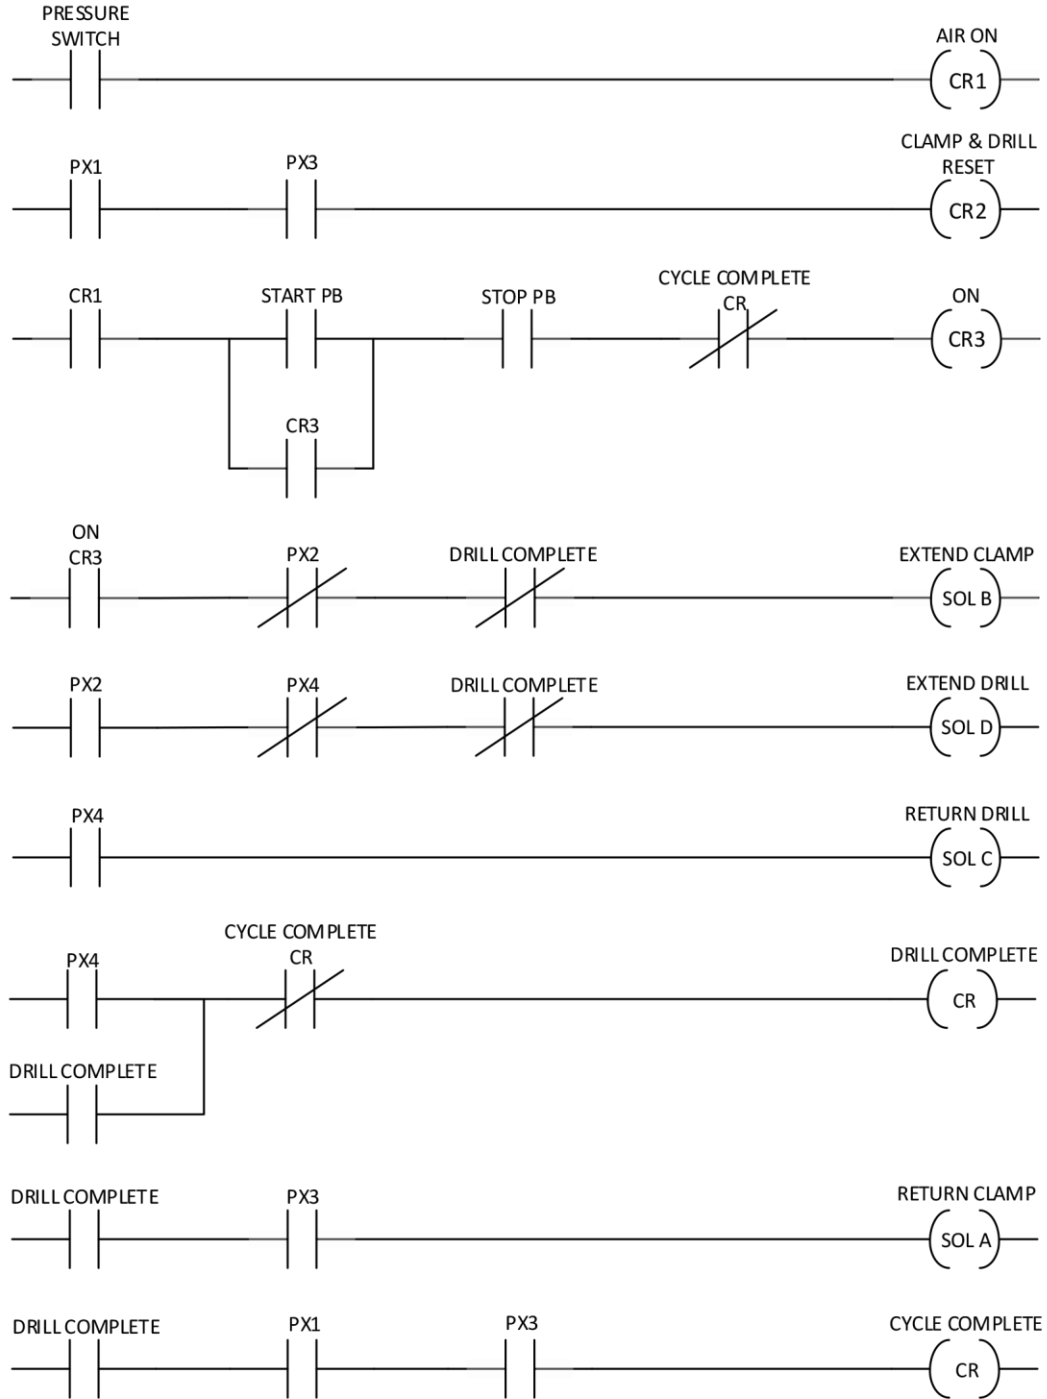 PRESSURE
SWITCH
AIR ON
CR1
PX1
PX3
CLAMP & DRILL
RESET
CR2
CR1
START PB
STOP PB
CYCLE COMPLETE
CR
ON
CR3
CR3
ON
CR3
PX2
DRILL COMPLETE
EXTEND CLAMP
SOL B
PX2
PX4
DRILL COMPLETE
EXTEND DRILL
SOL D
PX4
RETURN DRILL
SOL C
PX4
CYCLE COMPLETE
CR
DRILL COMPLETE
CR
DRILL COMPLETE
DRILL COMPLETE
PX3
RETURN CLAMP
SOL A
DRILL COMPLETE
PX1
PX3
CYCLE COMPLETE
CR